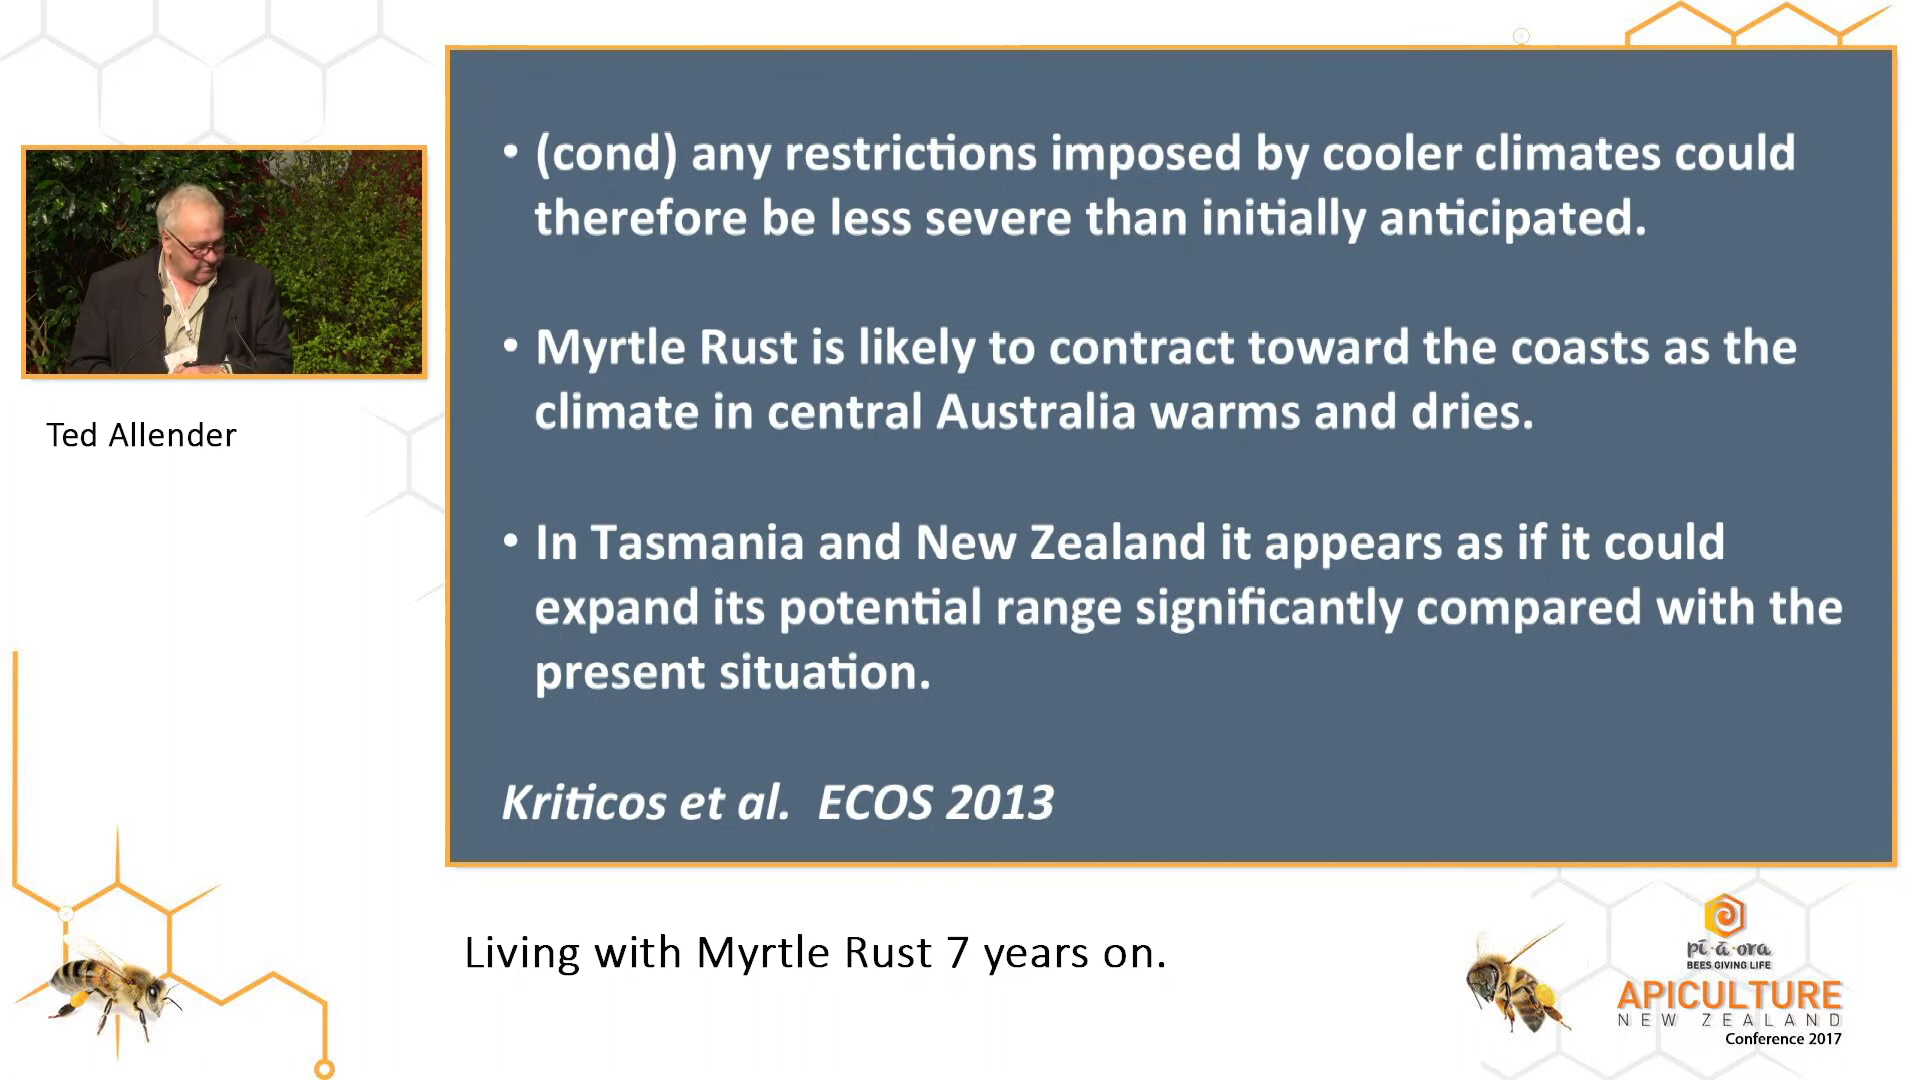 • (cond) any restrictions imposed by cooler climates could
therefore be less severe than initially anticipated.
• Myrtle Rust is likely to contract toward the coasts as the
climate in central Australia warms and dries.
• In Tasmania and New Zealand it appears as if it could
expand its potential range significantly compared with the
present situation.
Kriticos et al. ECOS 2013
Ted Allender
Living with Myrtle Rust 7 years on.
pī-ā-ora
BEES GIVING LIFE
APICULTURE
NEW ZEALAND
Conference 2017